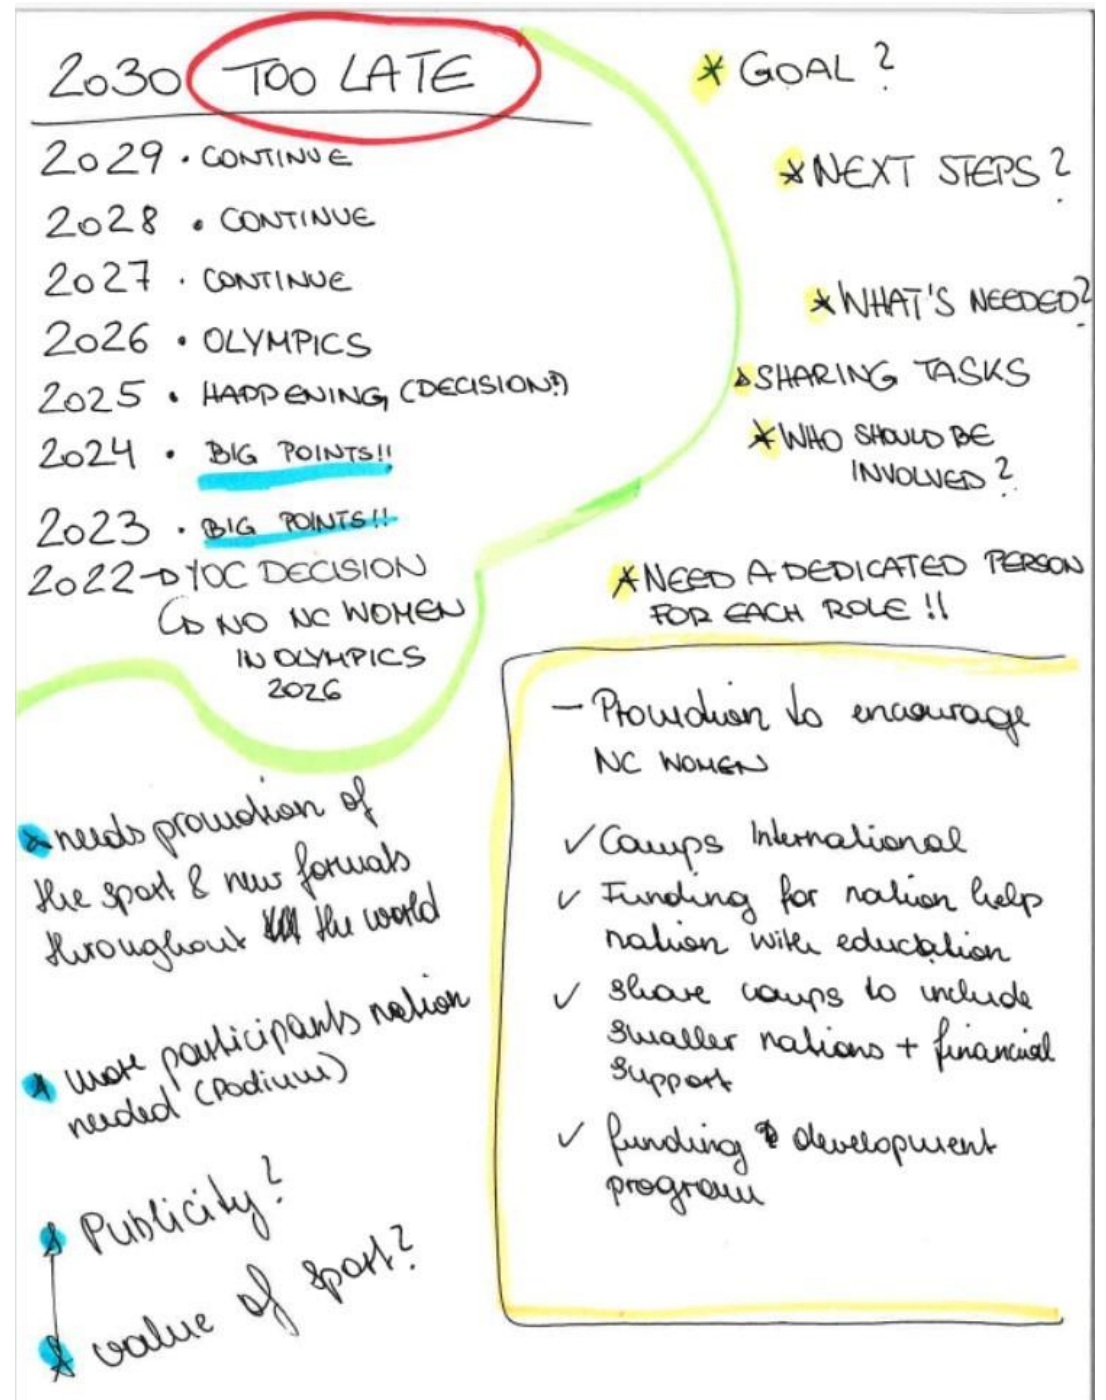 2030 TOO LATE
2029 • CONTINUE
2028 • CONTINUE
2027 • CONTINUE
2026 • OLYMPICS
2025 • HAPPENING (DECISION?)
2024 • BIG POINTS!!
2023 • BIG POINTS!!
2022 → IOC DECISION
↳ NO NC WOMEN
IN OLYMPICS
2026
* GOAL?
* NEXT STEPS?
* WHAT'S NEEDED?
* SHARING TASKS
* WHO SHOULD BE
INVOLVED?
* NEED A DEDICATED PERSON
FOR EACH ROLE!!
* needs promotion of
the sport & new formats
throughout the world
* more participants nation
needed (Podium)
* Publicity?
* value of sport?
– Promotion to encourage
NC WOMEN
✓ Camps International
✓ Funding for nation help
nation with education
✓ share camps to include
smaller nations + financial
support
✓ funding development
program